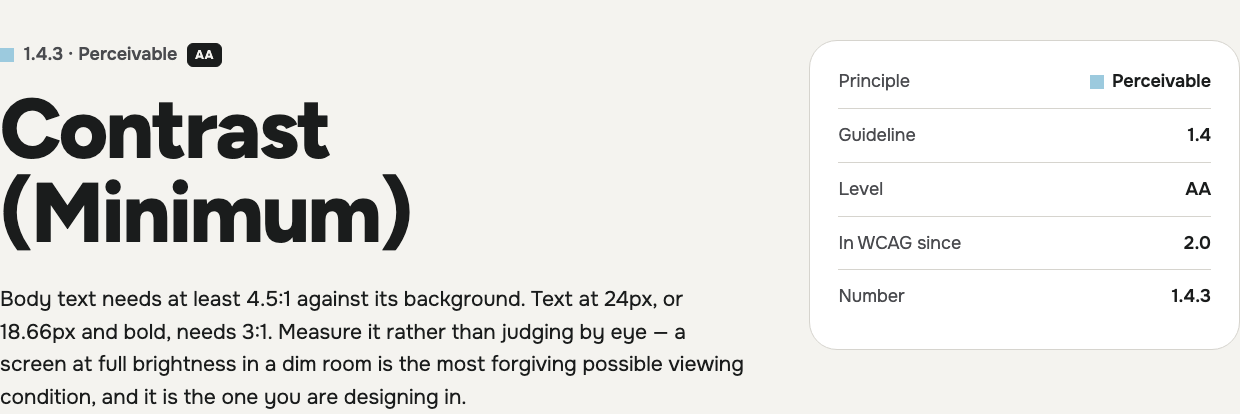 1.4.3 · Perceivable AA
Contrast
(Minimum)
Body text needs at least 4.5:1 against its background. Text at 24px, or
18.66px and bold, needs 3:1. Measure it rather than judging by eye — a
screen at full brightness in a dim room is the most forgiving possible viewing
condition, and it is the one you are designing in.
Principle Perceivable
Guideline 1.4
Level AA
In WCAG since 2.0
Number 1.4.3